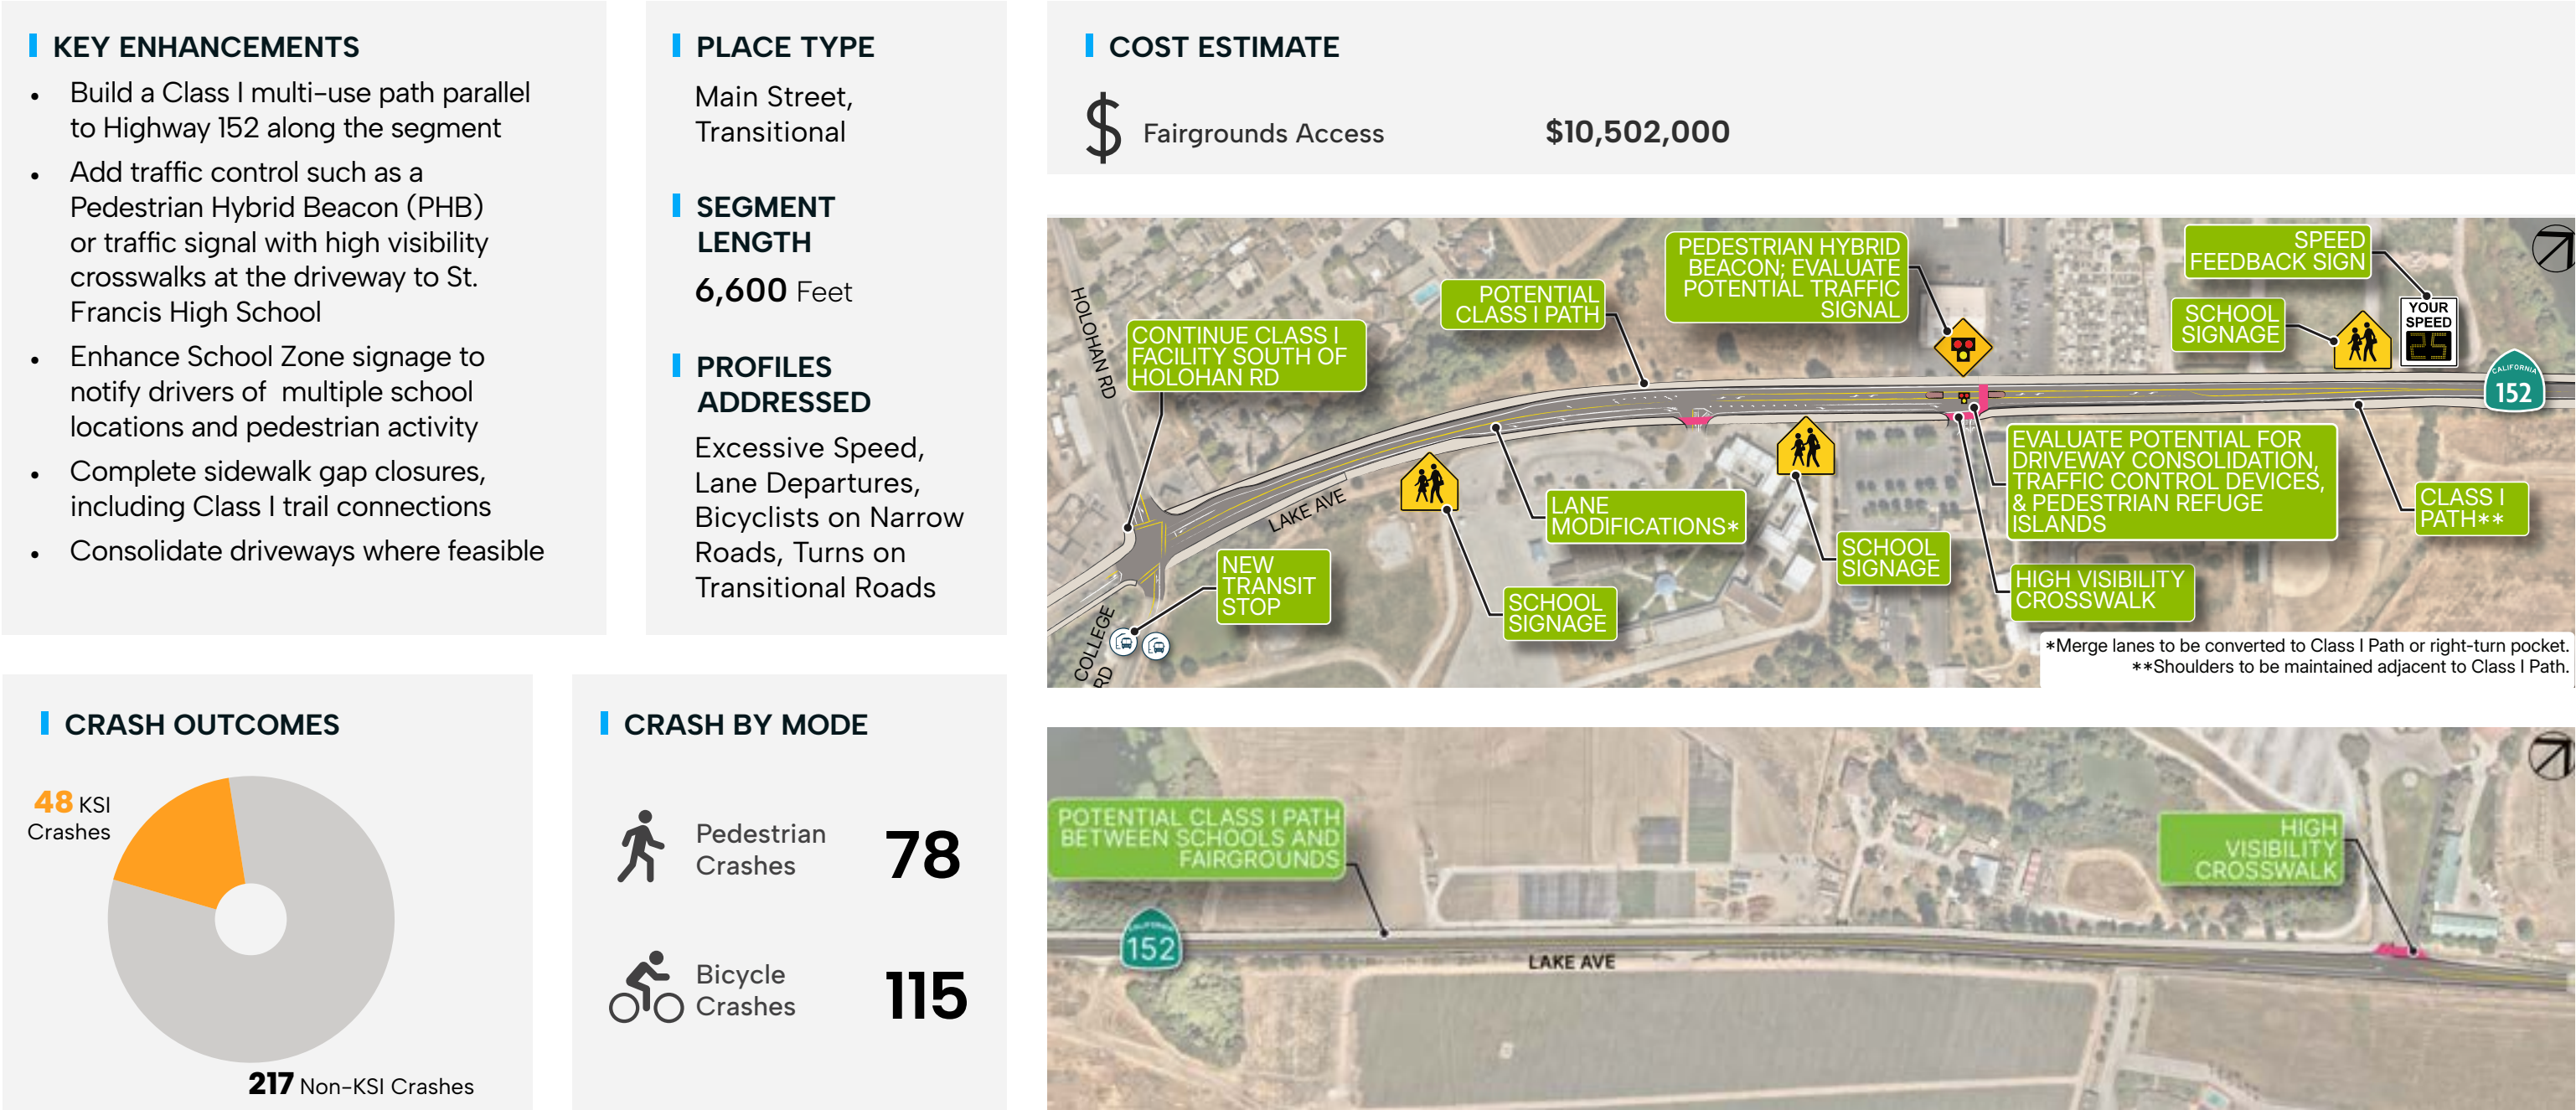 KEY ENHANCEMENTS
• Build a Class I multi-use path parallel
to Highway 152 along the segment
• Add traffic control such as a
Pedestrian Hybrid Beacon (PHB)
or traffic signal with high visibility
crosswalks at the driveway to St.
Francis High School
• Enhance School Zone signage to
notify drivers of multiple school
locations and pedestrian activity
• Complete sidewalk gap closures,
including Class I trail connections
• Consolidate driveways where feasible
PLACE TYPE
Main Street,
Transitional
SEGMENT
LENGTH
6,600 Feet
PROFILES
ADDRESSED
Excessive Speed,
Lane Departures,
Bicyclists on Narrow
Roads, Turns on
Transitional Roads
COST ESTIMATE
$ Fairgrounds Access $10,502,000
HOLOHAN RD
CONTINUE CLASS I
FACILITY SOUTH OF
HOLOHAN RD
POTENTIAL
CLASS I PATH
PEDESTRIAN HYBRID
BEACON; EVALUATE
POTENTIAL TRAFFIC
SIGNAL
SPEED
FEEDBACK SIGN
SCHOOL
SIGNAGE
YOUR
SPEED
25
CALIFORNIA
152
LAKE AVE
NEW
TRANSIT
STOP
COLLEGE
RD
SCHOOL
SIGNAGE
LANE
MODIFICATIONS*
SCHOOL
SIGNAGE
EVALUATE POTENTIAL FOR
DRIVEWAY CONSOLIDATION,
TRAFFIC CONTROL DEVICES,
& PEDESTRIAN REFUGE
ISLANDS
HIGH VISIBILITY
CROSSWALK
CLASS I
PATH**
*Merge lanes to be converted to Class I Path or right-turn pocket.
**Shoulders to be maintained adjacent to Class I Path.
CRASH OUTCOMES
48 KSI
Crashes
217 Non-KSI Crashes
CRASH BY MODE
Pedestrian
Crashes
78
Bicycle
Crashes
115
POTENTIAL CLASS I PATH
BETWEEN SCHOOLS AND
FAIRGROUNDS
CALIFORNIA
152
LAKE AVE
HIGH
VISIBILITY
CROSSWALK